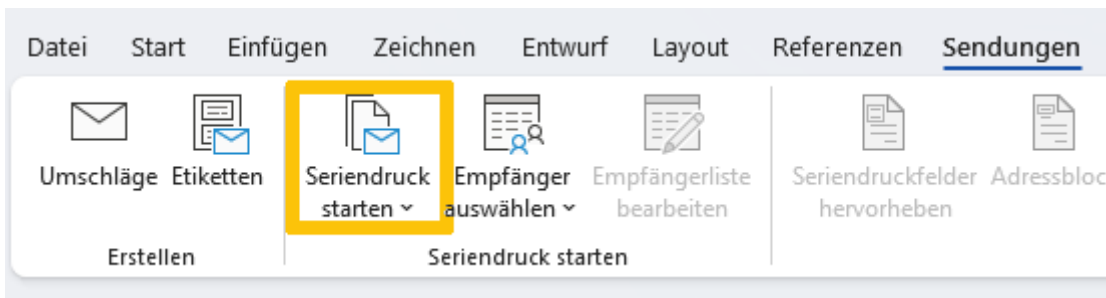 Datei Start Einfügen Zeichnen Entwurf Layout Referenzen Sendungen
Umschläge Etiketten Seriendruck Empfänger Empfängerliste Seriendruckfelder Adressbloc
starten auswählen bearbeiten hervorheben
Erstellen Seriendruck starten